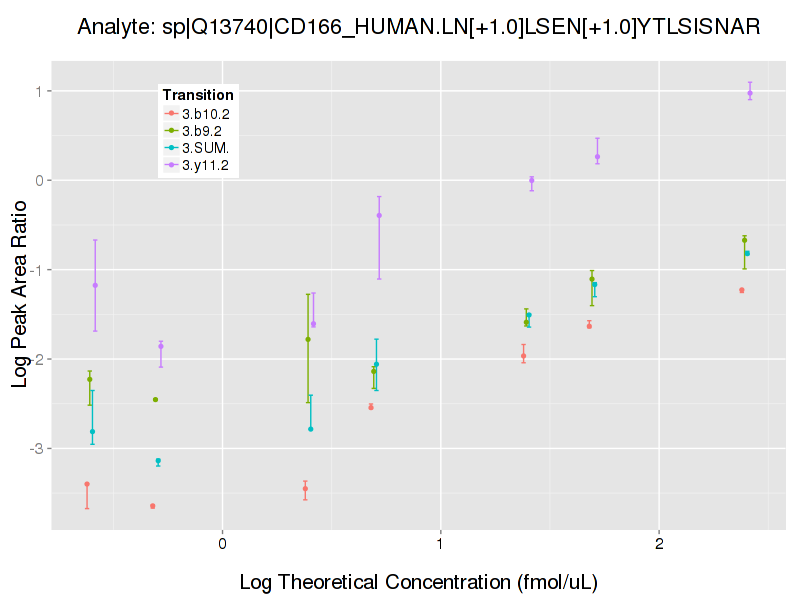 Analyte: sp|Q13740|CD166_HUMAN.LN[+1.0]LSEN[+1.0]YTLSISNAR
Transition
3.b10.2
3.b9.2
3.SUM.
3.y11.2
Log Peak Area Ratio
1
0
-1
-2
-3
0 1 2
Log Theoretical Concentration (fmol/uL)